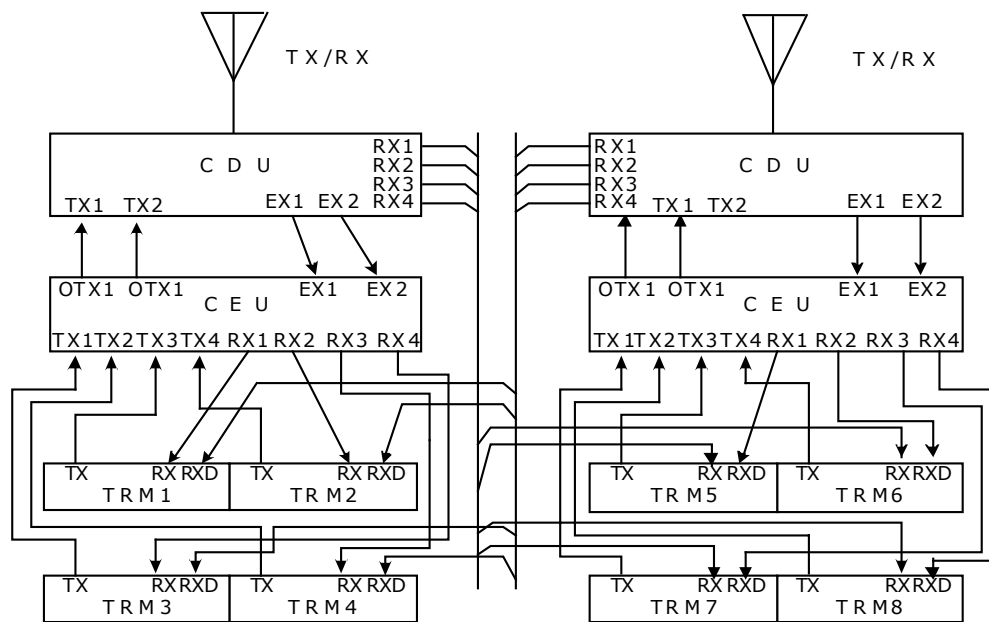 TX/RX TX/RX
RX1 RX1
CDU RX2 RX2 CDU
RX3 RX3
TX1 TX2 EX1 EX2 RX4 RX4 TX1 TX2 EX1 EX2
OTX1 OTX1 CEU EX1 EX2 OTX1 OTX1 CEU EX1 EX2
TX1 TX2 TX3 TX4 RX1 RX2 RX3 RX4 TX1 TX2 TX3 TX4 RX1 RX2 RX3 RX4
TX RX RXD TX RX RXD TX RX RXD TX RX RXD
TRM1 TRM2 TRM5 TRM6
TX RX RXD TX RX RXD TX RX RXD TX RX RXD
TRM3 TRM4 TRM7 TRM8